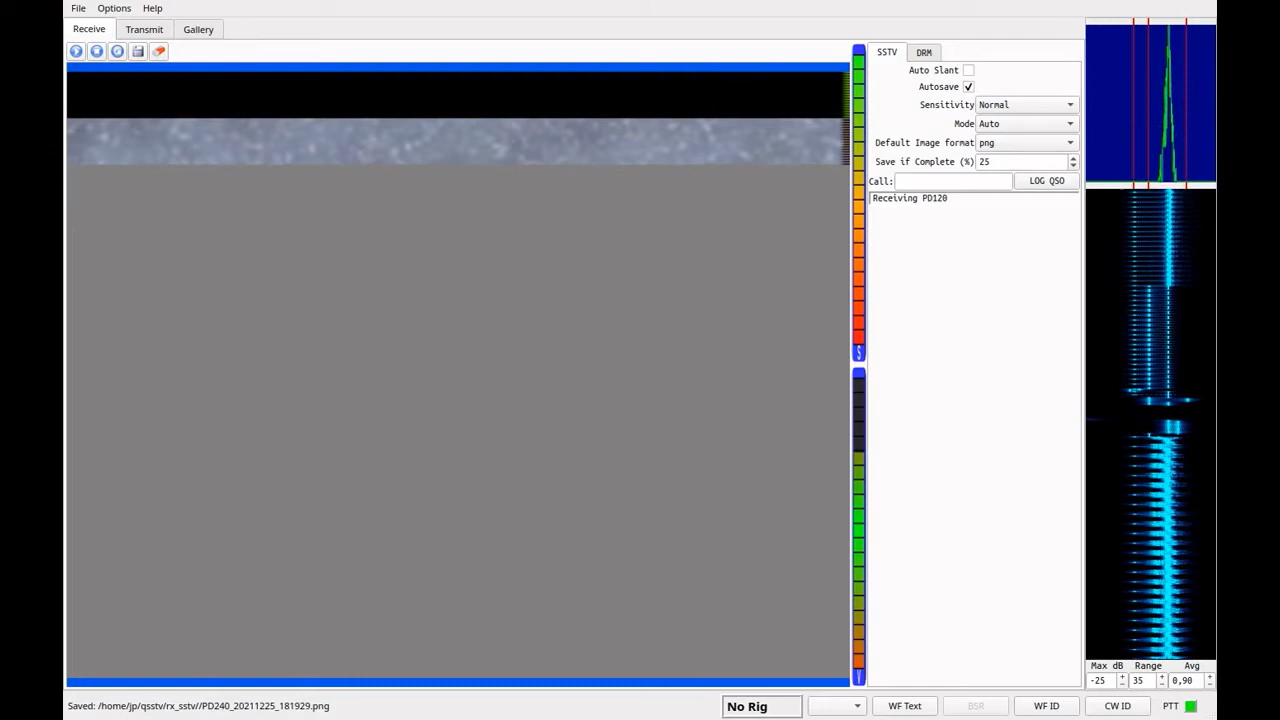 File Options Help
Receive Transmit Gallery
SSTV DRM
Auto Slant
Autosave
Sensitivity Normal
Mode Auto
Default Image format png
Save if Complete (%) 25
Call: LOG QSO
Receiving PD120
S
V
Max dB Range Avg
-25 35 0,90
Saved: /home/jp/qsstv/rx_sstv//PD240_20211225_181929.png No Rig WF Text BSR WF ID CW ID PTT